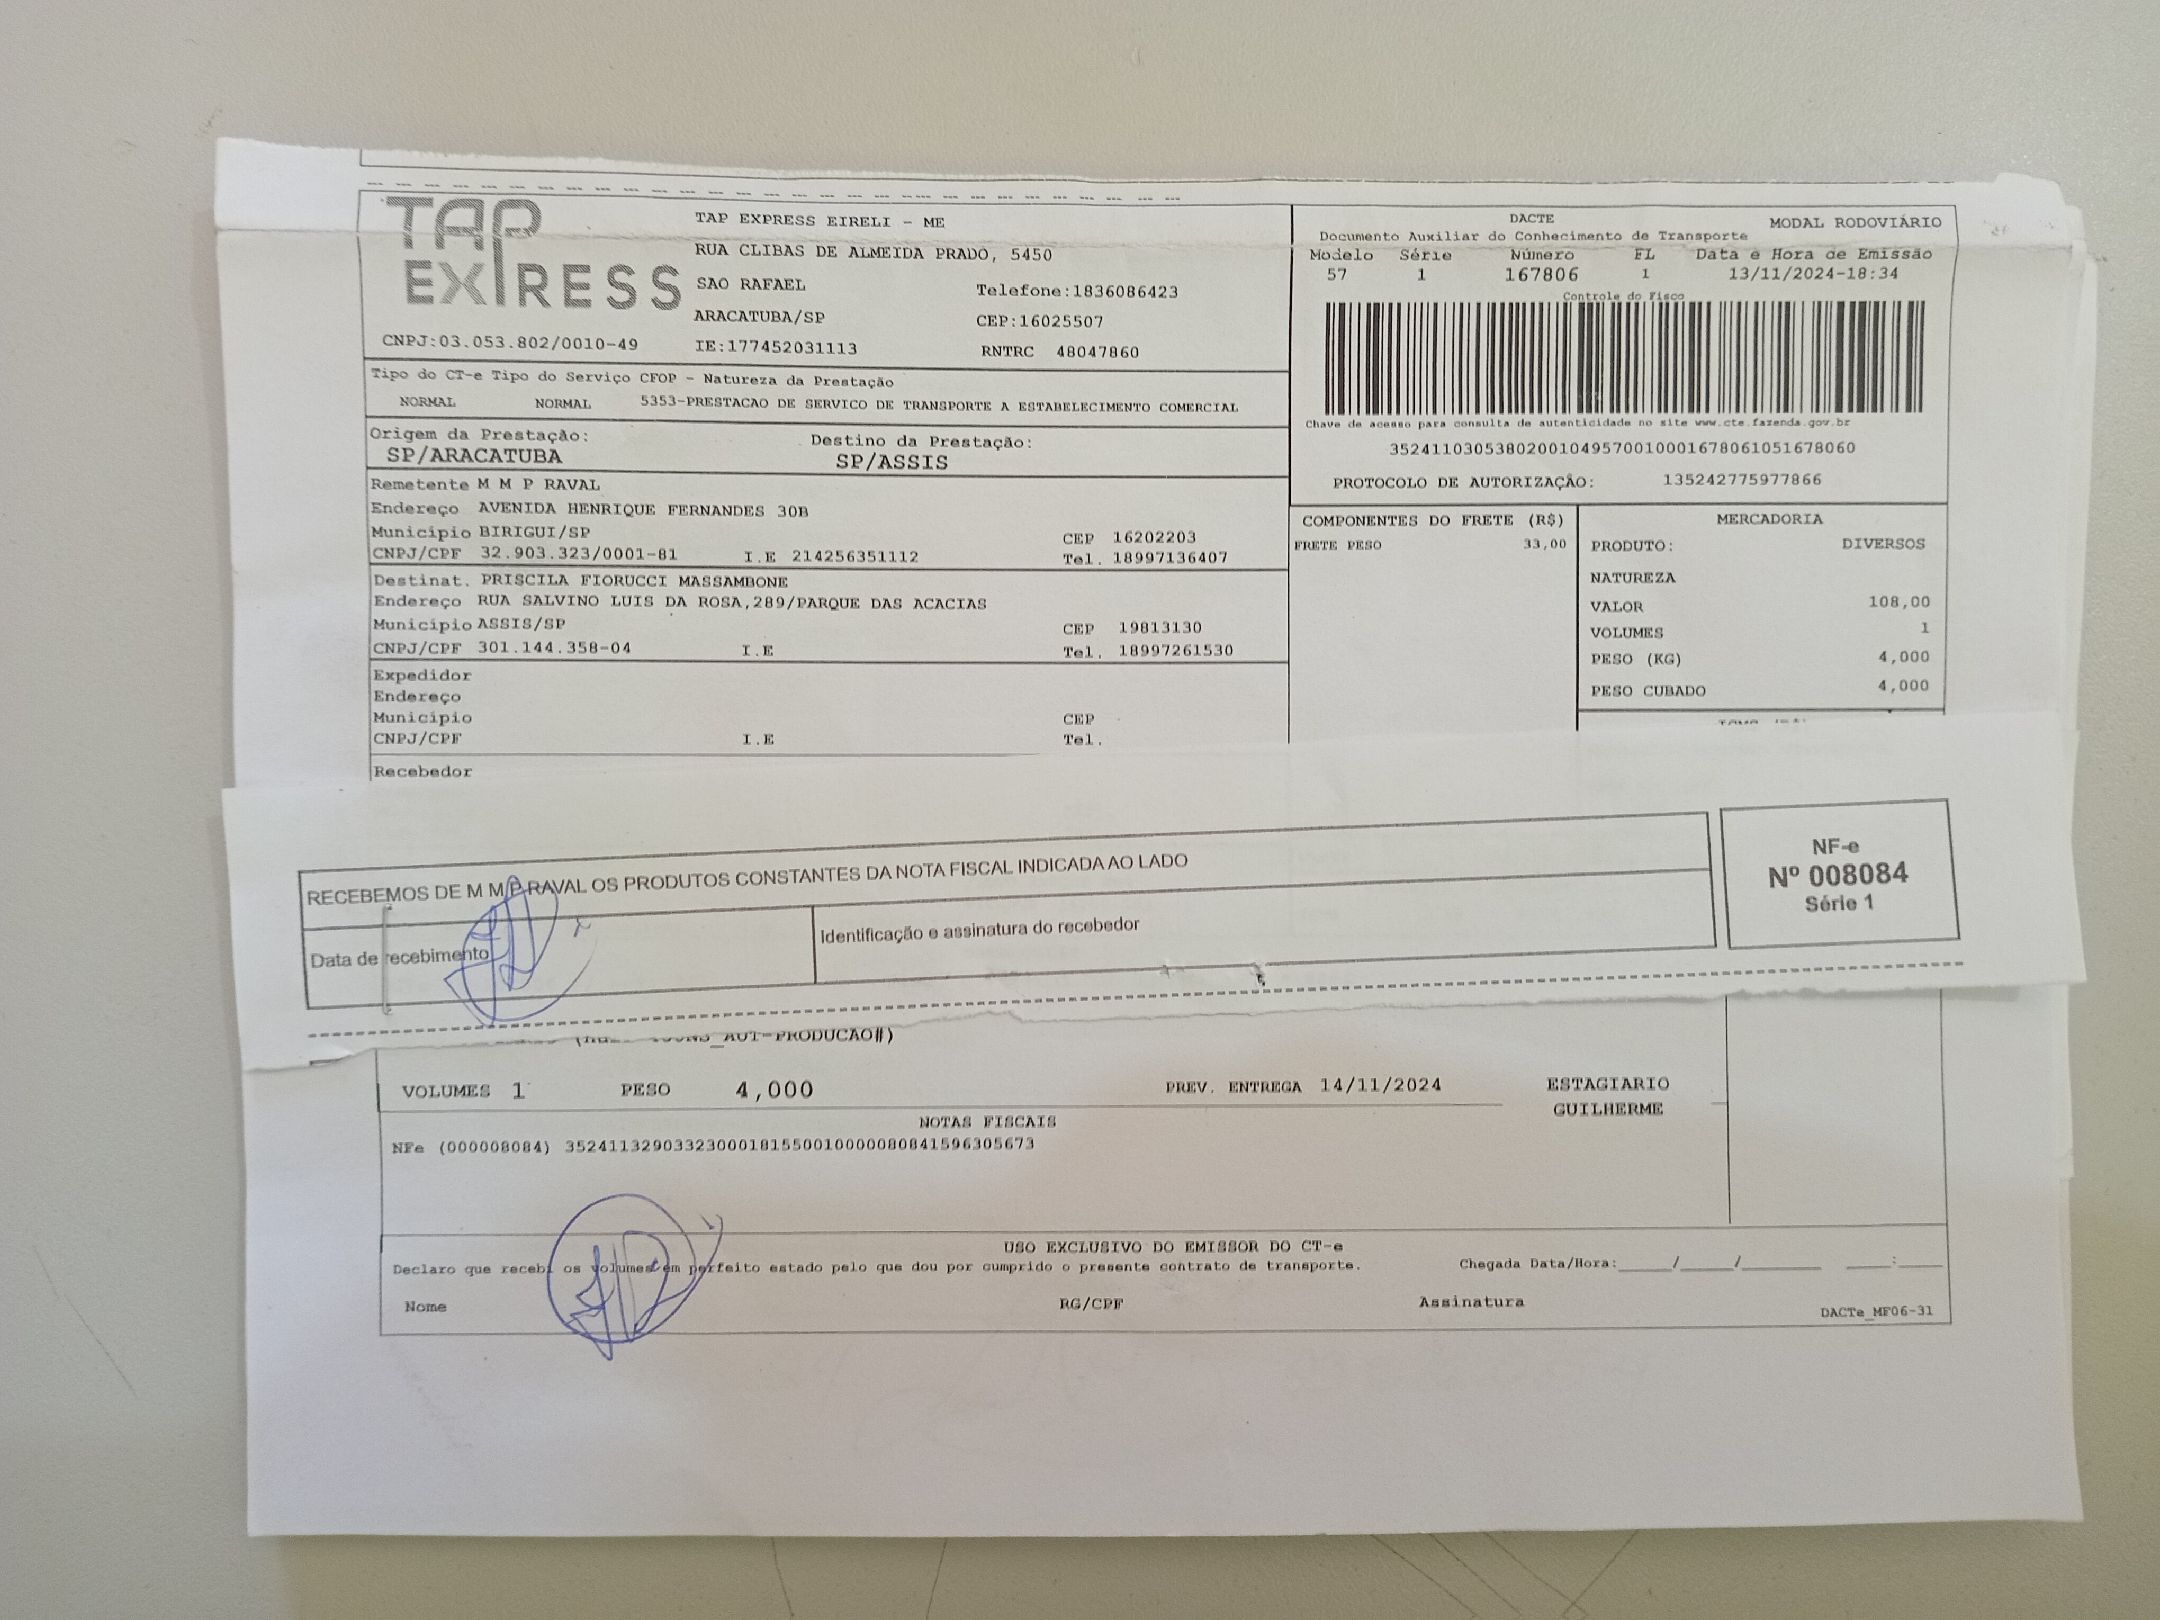 TAP EXPRESS
TAP EXPRESS EIRELI - ME
RUA CLIBAS DE ALMEIDA PRADO, 5450
SAO RAFAEL
Telefone:1836086423
ARACATUBA/SP
CEP:16025507
CNPJ:03.053.802/0010-49
IE:177452031113
RNTRC 48047860
DACTE
MODAL RODOVIÁRIO
Documento Auxiliar do Conhecimento de Transporte
Modelo Série Número FL Data e Hora de Emissão
57 1 167806 1 13/11/2024-18:34
Controle do Fisco
Chave de acesso para consulta de autenticidade no site www.cte.fazenda.gov.br
35241103053802001049570010001678061051678060
PROTOCOLO DE AUTORIZAÇÃO: 135242775977866
Tipo do CT-e Tipo do Serviço CFOP - Natureza da Prestação
NORMAL NORMAL 5353-PRESTACAO DE SERVICO DE TRANSPORTE A ESTABELECIMENTO COMERCIAL
Origem da Prestação: Destino da Prestação:
SP/ARACATUBA SP/ASSIS
Remetente M M P RAVAL
Endereço AVENIDA HENRIQUE FERNANDES 30B
Município BIRIGUI/SP CEP 16202203
CNPJ/CPF 32.903.323/0001-81 I.E 214256351112 Tel. 18997136407
Destinat. PRISCILA FIORUCCI MASSAMBONE
Endereço RUA SALVINO LUIS DA ROSA,289/PARQUE DAS ACACIAS
Município ASSIS/SP CEP 19813130
CNPJ/CPF 301.144.358-04 I.E Tel. 18997261530
Expedidor
Endereço
Município CEP
CNPJ/CPF I.E Tel.
Recebedor
COMPONENTES DO FRETE (R$)
FRETE PESO 33,00
MERCADORIA
PRODUTO: DIVERSOS
NATUREZA
VALOR 108,00
VOLUMES 1
PESO (KG) 4,000
PESO CUBADO 4,000
RECEBEMOS DE M M P RAVAL OS PRODUTOS CONSTANTES DA NOTA FISCAL INDICADA AO LADO
Data de recebimento
Identificação e assinatura do recebedor
NF-e
Nº 008084
Série 1
AUT-PRODUCAO#)
VOLUMES 1 PESO 4,000 PREV. ENTREGA 14/11/2024
ESTAGIARIO
GUILHERME
NOTAS FISCAIS
NFe (000008084) 35241132903323000181550010000080841596305673
USO EXCLUSIVO DO EMISSOR DO CT-e
Declaro que recebi os volumes em perfeito estado pelo que dou por cumprido o presente contrato de transporte.
Chegada Data/Hora:_____/_____/________ ____:____
Nome RG/CPF Assinatura
DACTe_MF06-31